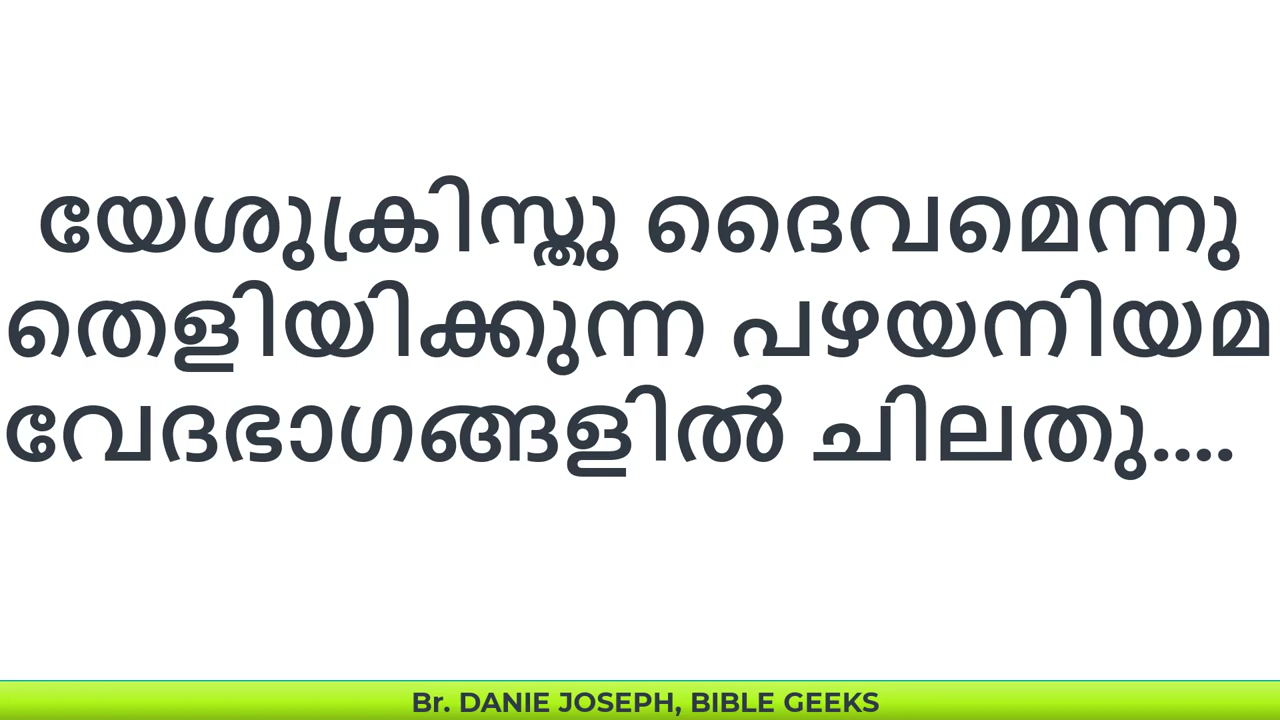 യേശുക്രിസ്തു ദൈവമെന്നു
തെളിയിക്കുന്ന പഴയനിയമ
വേദഭാഗങ്ങളിൽ ചിലതു....
Br. DANIE JOSEPH, BIBLE GEEKS